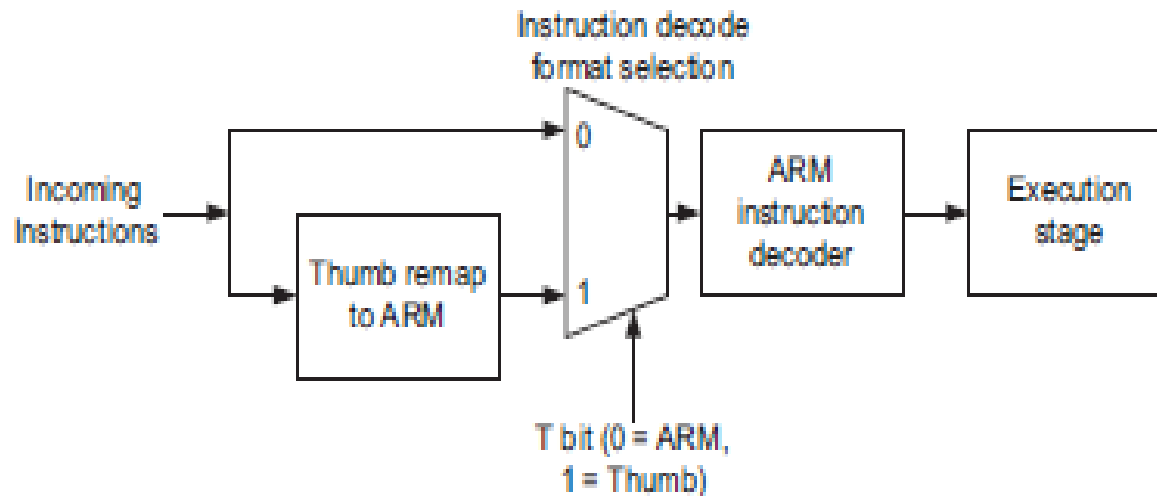 Instruction decode
format selection
0
Incoming
Instructions
Thumb remap
to ARM
1
ARM
instruction
decoder
Execution
stage
T bit (0 = ARM,
1 = Thumb)